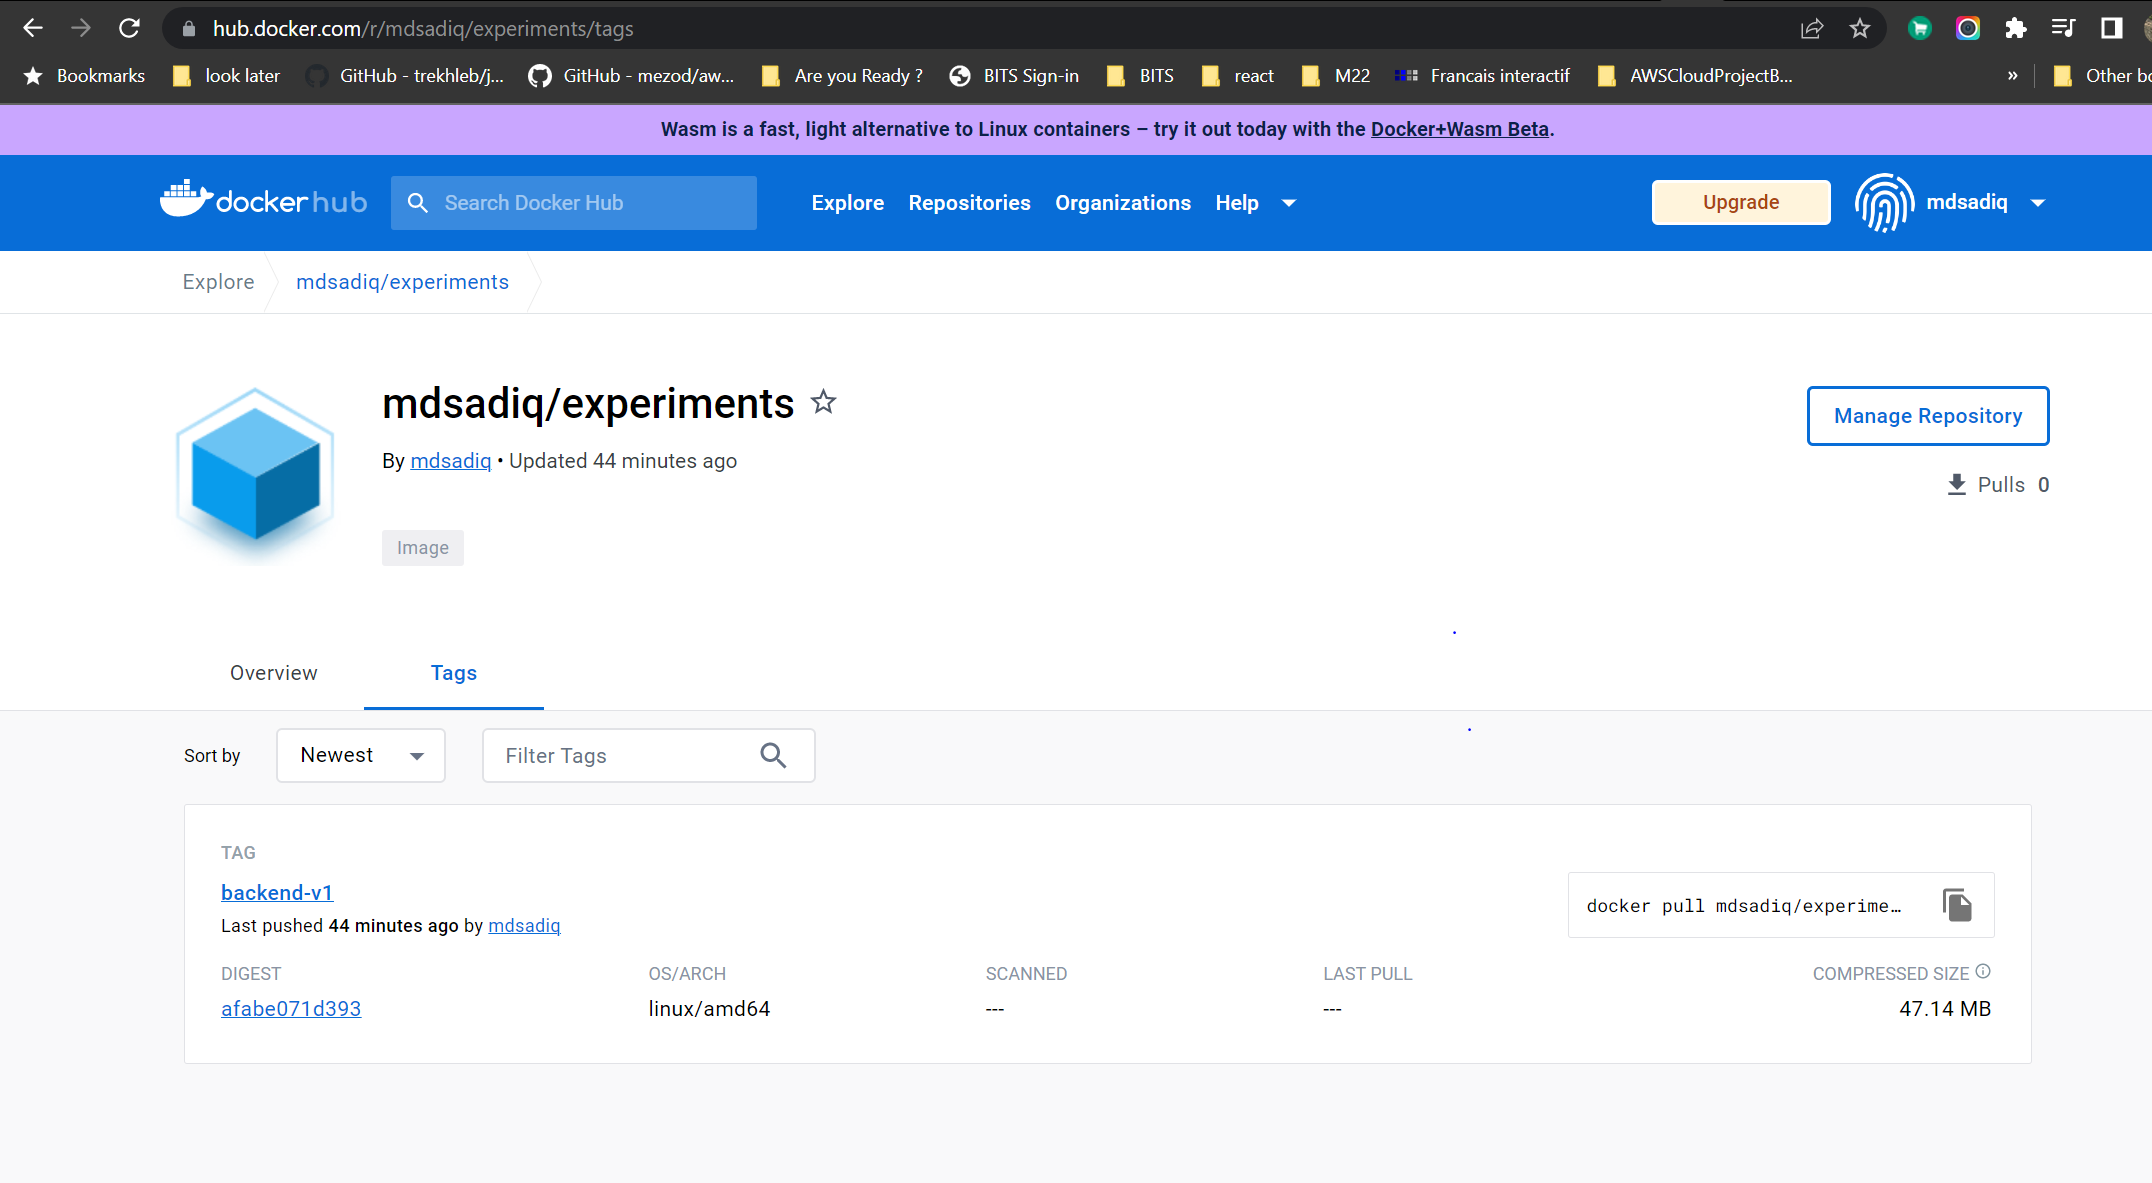 hub.docker.com/r/mdsadiq/experiments/tags
Bookmarks look later GitHub - trekhleb/j... GitHub - mezod/aw... Are you Ready ? BITS Sign-in BITS react M22 Francais interactif AWSCloudProjectB... » Other bo
Wasm is a fast, light alternative to Linux containers – try it out today with the Docker+Wasm Beta.
dockerhub Search Docker Hub Explore Repositories Organizations Help Upgrade mdsadiq
Explore mdsadiq/experiments
mdsadiq/experiments
Manage Repository
By mdsadiq • Updated 44 minutes ago
Pulls 0
Image
Overview Tags
Sort by Newest Filter Tags
TAG
backend-v1
docker pull mdsadiq/experime…
Last pushed 44 minutes ago by mdsadiq
DIGEST OS/ARCH SCANNED LAST PULL COMPRESSED SIZE
afabe071d393 linux/amd64 --- --- 47.14 MB